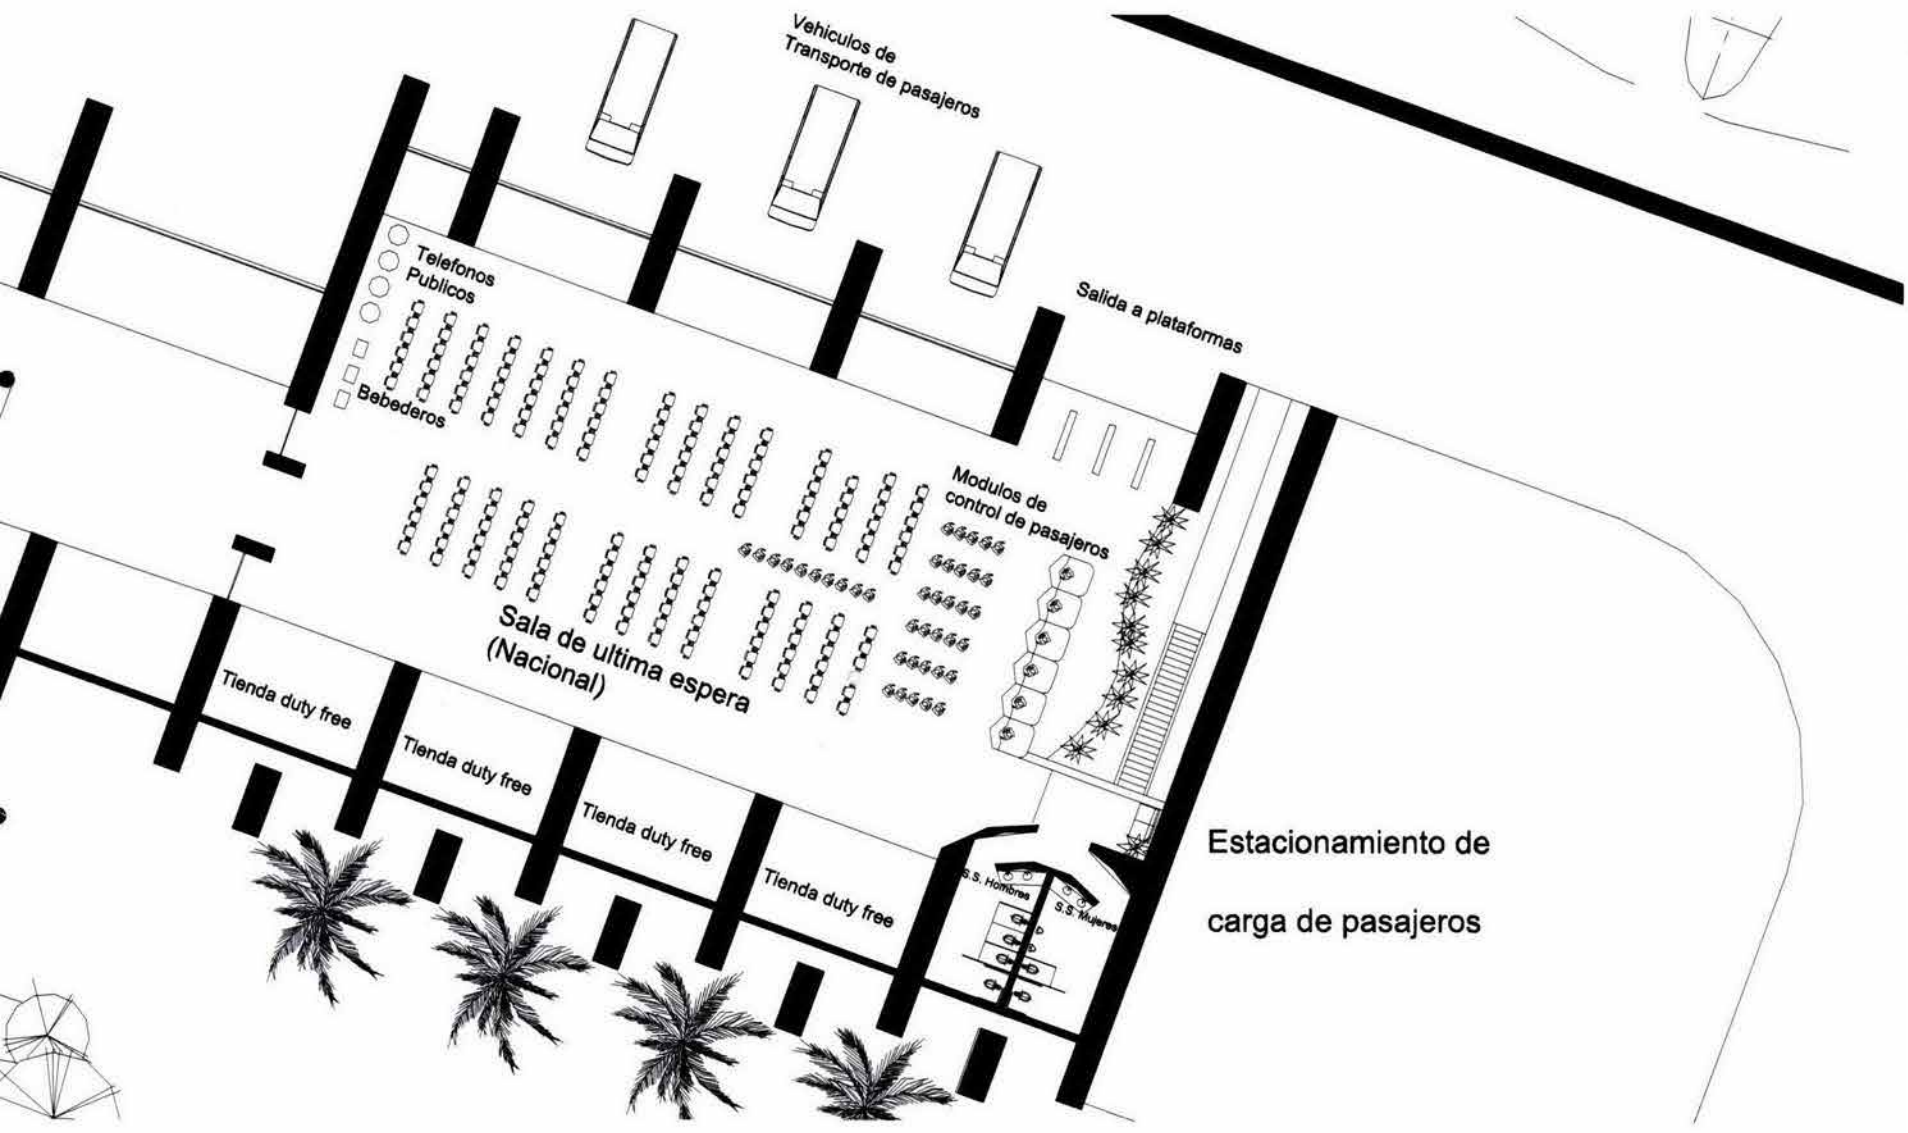 Vehiculos de
Transporte de pasajeros
Salida a plataformas
Telefonos
Publicos
Bebederos
Modulos de
control de pasajeros
Sala de ultima espera
(Nacional)
Tienda duty free
Tienda duty free
Tienda duty free
Tienda duty free
S.S. Hombres
S.S. Mujeres
Estacionamiento de
carga de pasajeros